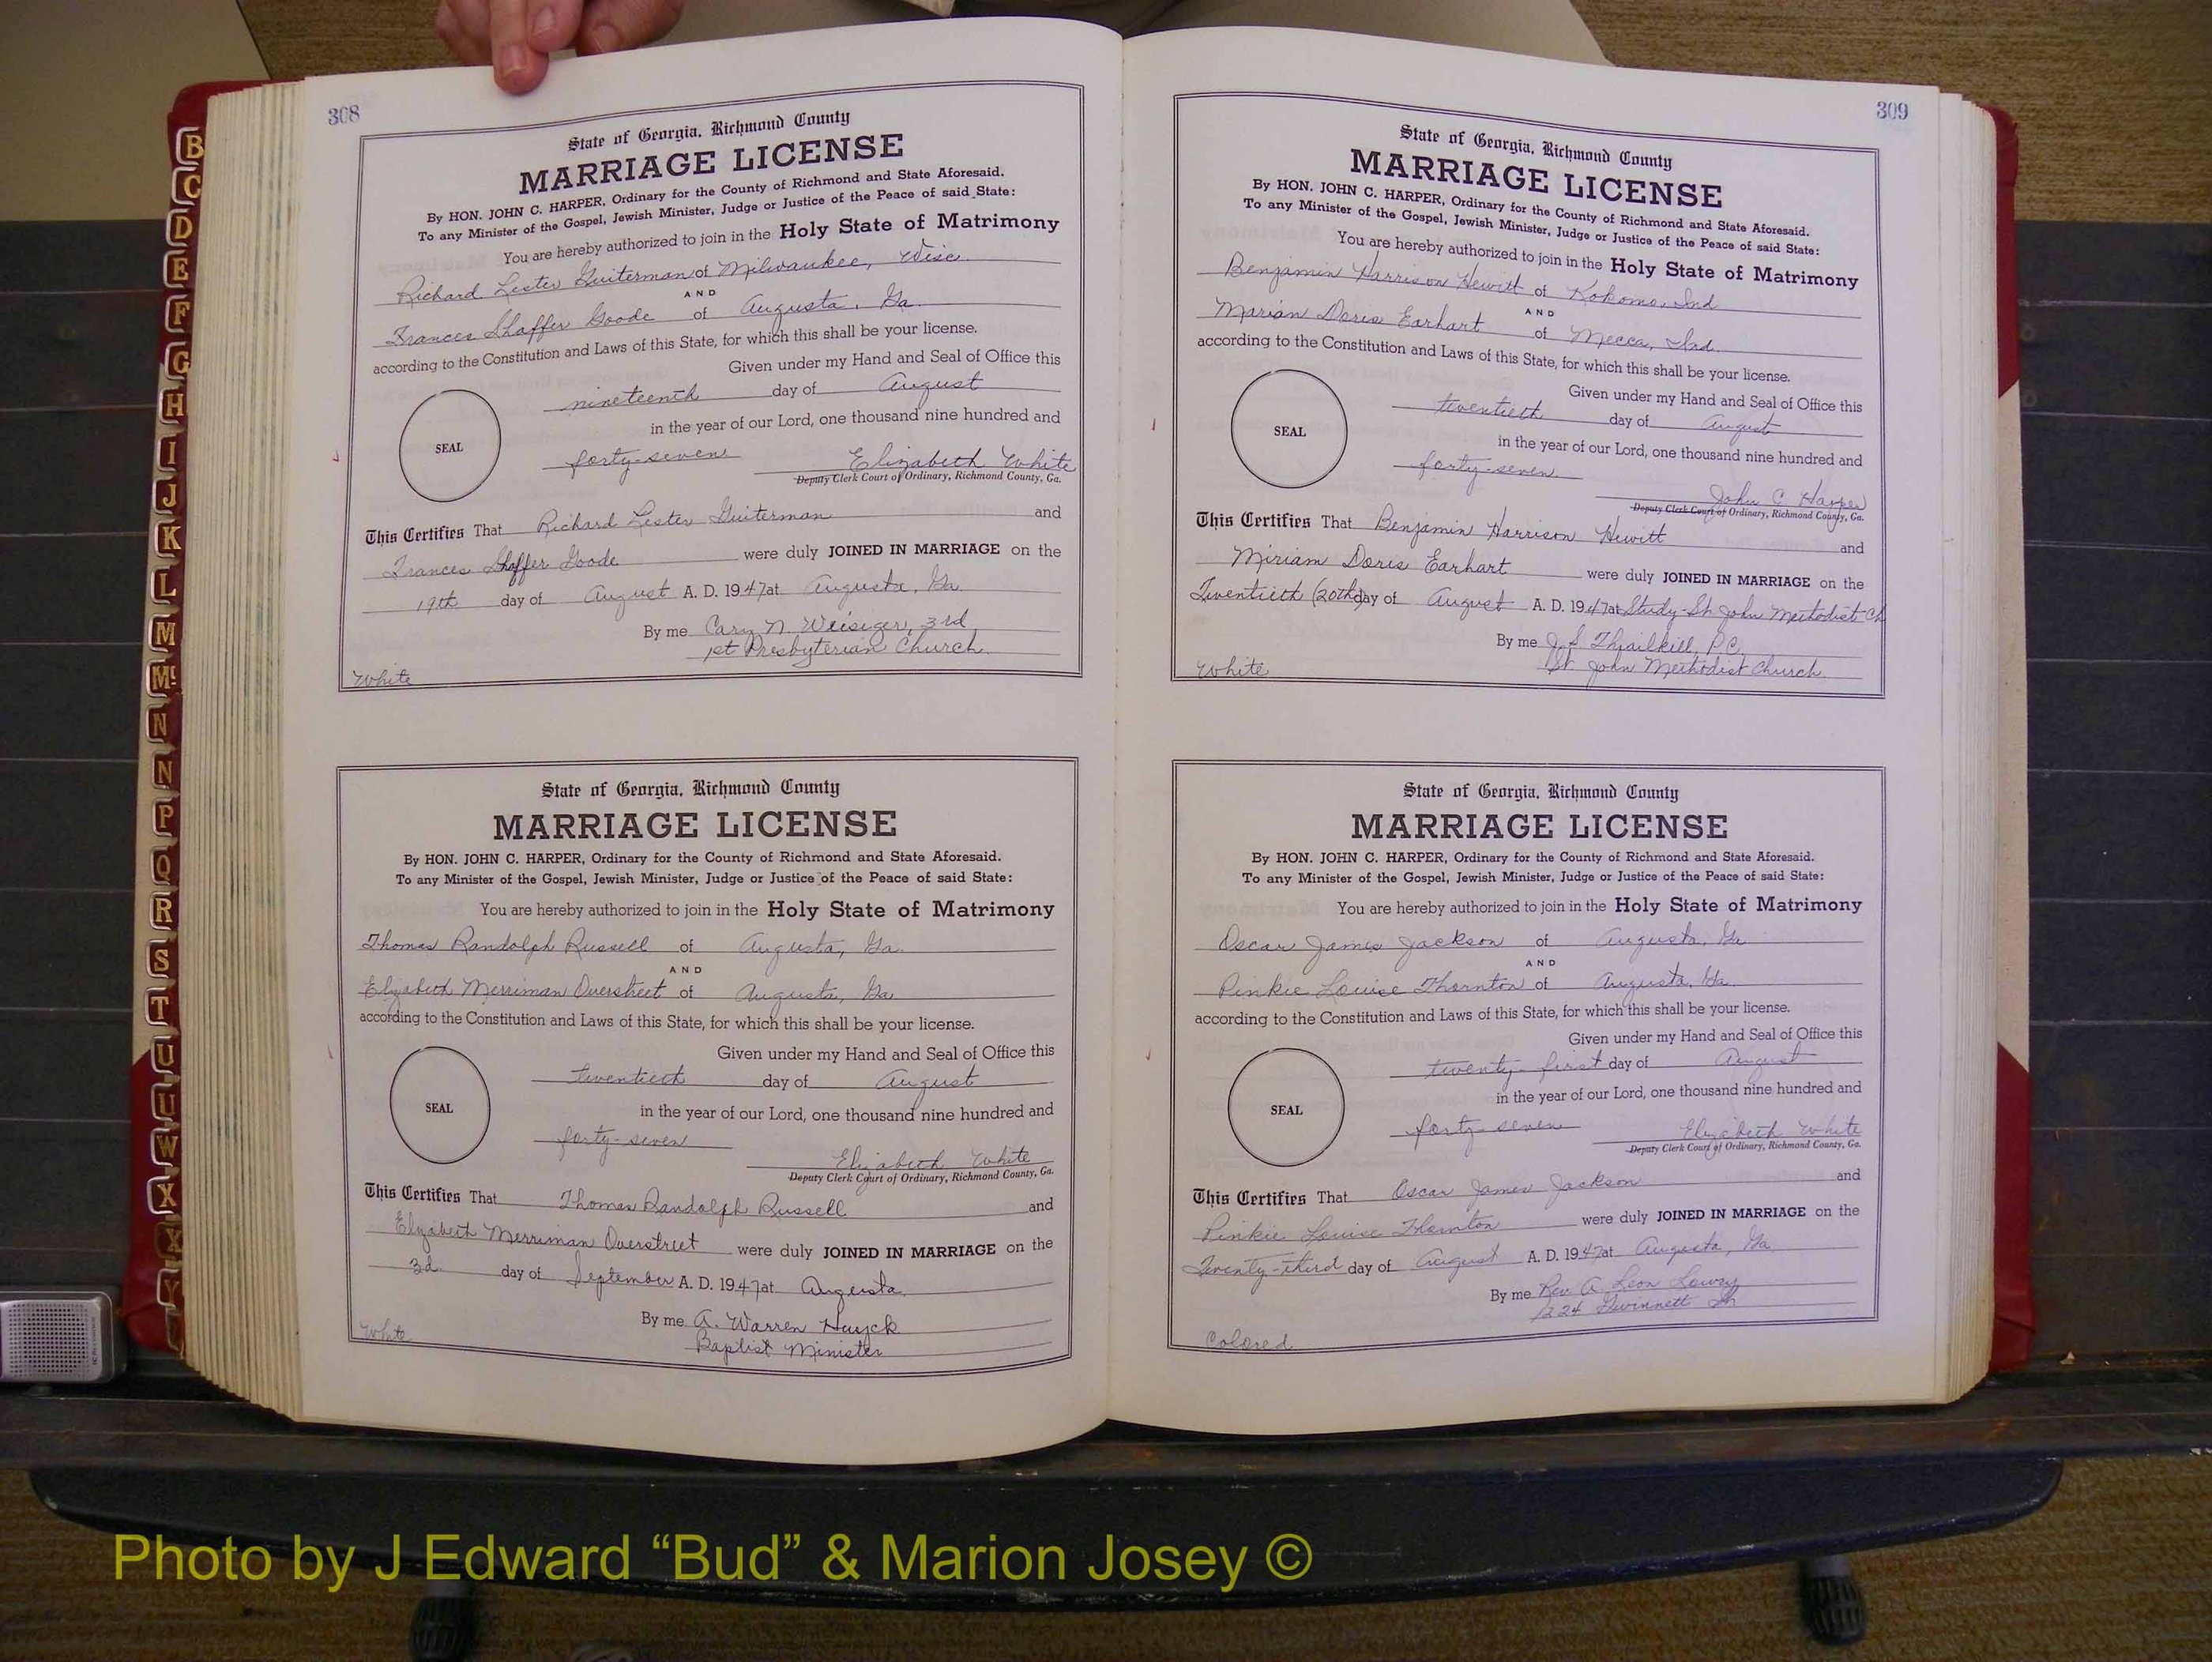 308
State of Georgia, Richmond County
MARRIAGE LICENSE
By HON. JOHN C. HARPER, Ordinary for the County of Richmond and State Aforesaid.
To any Minister of the Gospel, Jewish Minister, Judge or Justice of the Peace of said State:
You are hereby authorized to join in the Holy State of Matrimony
Richard Lester Guiterman of Milwaukee, Wisc.
AND
Frances Shaffer Goode of Augusta, Ga.
according to the Constitution and Laws of this State, for which this shall be your license.
Given under my Hand and Seal of Office this
nineteenth day of August
in the year of our Lord, one thousand nine hundred and
SEAL
forty-seven Elizabeth White
Deputy Clerk Court of Ordinary, Richmond County, Ga.
This Certifies That Richard Lester Guiterman and
Frances Shaffer Goode were duly JOINED IN MARRIAGE on the
19th day of August A. D. 1947 at Augusta, Ga.
By me Cary N. Weisiger, 3rd
1st Presbyterian Church
White
State of Georgia, Richmond County
MARRIAGE LICENSE
By HON. JOHN C. HARPER, Ordinary for the County of Richmond and State Aforesaid.
To any Minister of the Gospel, Jewish Minister, Judge or Justice of the Peace of said State:
You are hereby authorized to join in the Holy State of Matrimony
Thomas Randolph Russell of Augusta, Ga.
AND
Elizabeth Merriman Overstreet of Augusta, Ga.
according to the Constitution and Laws of this State, for which this shall be your license.
Given under my Hand and Seal of Office this
twentieth day of August
in the year of our Lord, one thousand nine hundred and
SEAL
forty-seven
Elizabeth White
Deputy Clerk Court of Ordinary, Richmond County, Ga.
This Certifies That Thomas Randolph Russell and
Elizabeth Merriman Overstreet were duly JOINED IN MARRIAGE on the
3d day of September A. D. 1947 at Augusta,
By me A. Warren Huyck
Baptist Minister
White
309
State of Georgia, Richmond County
MARRIAGE LICENSE
By HON. JOHN C. HARPER, Ordinary for the County of Richmond and State Aforesaid.
To any Minister of the Gospel, Jewish Minister, Judge or Justice of the Peace of said State:
You are hereby authorized to join in the Holy State of Matrimony
Benjamin Harrison Hewitt of Kokomo, Ind
AND
Marian Doris Earhart of Mecca, Ind.
according to the Constitution and Laws of this State, for which this shall be your license.
Given under my Hand and Seal of Office this
twentieth day of August
in the year of our Lord, one thousand nine hundred and
SEAL
forty-seven
John C. Harper
Deputy Clerk Court of Ordinary, Richmond County, Ga.
This Certifies That Benjamin Harrison Hewitt and
Miriam Doris Earhart were duly JOINED IN MARRIAGE on the
Twentieth (20th) day of August A. D. 1947 at Study-St John Methodist Ch
By me J. S. Thrailkill, P.C.
St John Methodist Church
White
State of Georgia, Richmond County
MARRIAGE LICENSE
By HON. JOHN C. HARPER, Ordinary for the County of Richmond and State Aforesaid.
To any Minister of the Gospel, Jewish Minister, Judge or Justice of the Peace of said State:
You are hereby authorized to join in the Holy State of Matrimony
Oscar James Jackson of Augusta, Ga
AND
Pinkie Louise Thornton of Augusta, Ga.
according to the Constitution and Laws of this State, for which this shall be your license.
Given under my Hand and Seal of Office this
twenty-first day of August
in the year of our Lord, one thousand nine hundred and
SEAL
forty-seven
Elizabeth White
Deputy Clerk Court of Ordinary, Richmond County, Ga.
This Certifies That Oscar James Jackson and
Pinkie Louise Thornton were duly JOINED IN MARRIAGE on the
Twenty-third day of August A. D. 1947 at Augusta, Ga
By me Rev A. Leon Lowry
1224 Gwinnett St
Colored
B
C
D
E
F
G
H
I
J
K
L
M
Mc
N
N
P
Q
R
S
T
U
U
W
X
X
Y
Photo by J Edward “Bud” & Marion Josey ©